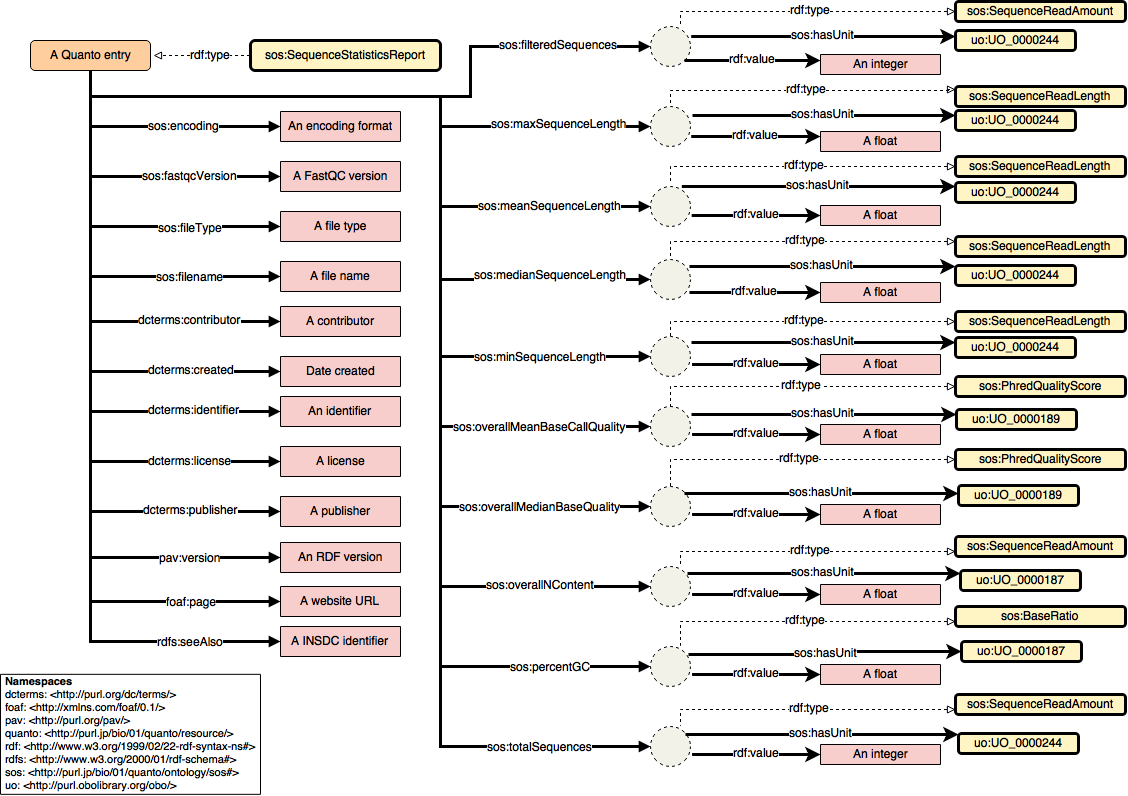 A Quanto entry
rdf:type
sos:SequenceStatisticsReport
sos:encoding
An encoding format
sos:fastqcVersion
A FastQC version
sos:fileType
A file type
sos:filename
A file name
dcterms:contributor
A contributor
dcterms:created
Date created
dcterms:identifier
An identifier
dcterms:license
A license
dcterms:publisher
A publisher
pav:version
An RDF version
foaf:page
A website URL
rdfs:seeAlso
A INSDC identifier
sos:filteredSequences
rdf:type
sos:SequenceReadAmount
sos:hasUnit
uo:UO_0000244
rdf:value
An integer
sos:maxSequenceLength
rdf:type
sos:SequenceReadLength
sos:hasUnit
uo:UO_0000244
rdf:value
A float
sos:meanSequenceLength
rdf:type
sos:SequenceReadLength
sos:hasUnit
uo:UO_0000244
rdf:value
A float
sos:medianSequenceLength
rdf:type
sos:SequenceReadLength
sos:hasUnit
uo:UO_0000244
rdf:value
A float
sos:minSequenceLength
rdf:type
sos:SequenceReadLength
sos:hasUnit
uo:UO_0000244
rdf:value
A float
sos:overallMeanBaseCallQuality
rdf:type
sos:PhredQualityScore
sos:hasUnit
uo:UO_0000189
rdf:value
A float
sos:overallMedianBaseQuality
rdf:type
sos:PhredQualityScore
sos:hasUnit
uo:UO_0000189
rdf:value
A float
sos:overallNContent
rdf:type
sos:SequenceReadAmount
sos:hasUnit
uo:UO_0000187
rdf:value
A float
sos:percentGC
rdf:type
sos:BaseRatio
sos:hasUnit
uo:UO_0000187
rdf:value
A float
sos:totalSequences
rdf:type
sos:SequenceReadAmount
sos:hasUnit
uo:UO_0000244
rdf:value
An integer
Namespaces
dcterms: <http://purl.org/dc/terms/>
foaf: <http://xmlns.com/foaf/0.1/>
pav: <http://purl.org/pav/>
quanto: <http://purl.jp/bio/01/quanto/resource/>
rdf: <http://www.w3.org/1999/02/22-rdf-syntax-ns#>
rdfs: <http://www.w3.org/2000/01/rdf-schema#>
sos: <http://purl.jp/bio/01/quanto/ontology/sos#>
uo: <http://purl.obolibrary.org/obo/>